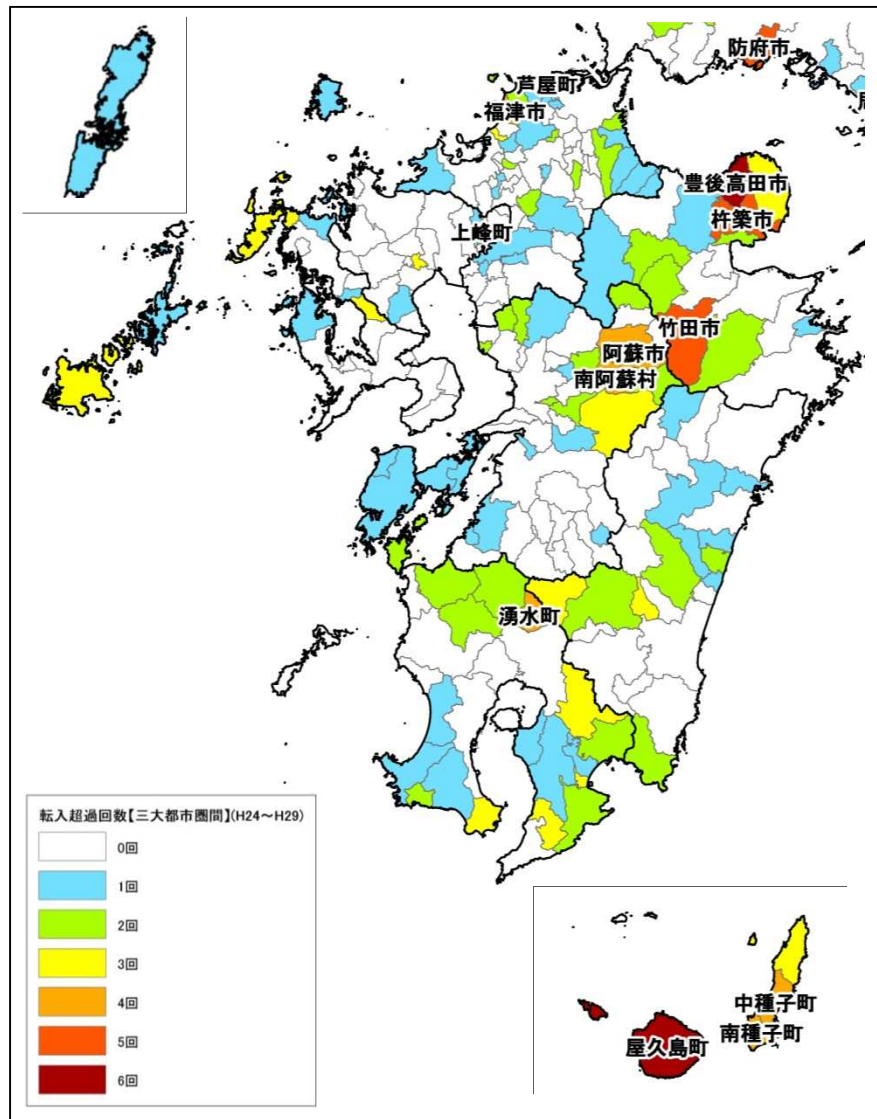 防府市
芦屋町
福津市
豊後高田市
杵築市
上峰町
竹田市
阿蘇市
南阿蘇村
湧水町
転入超過回数【三大都市圏間】(H24～H29)
0回
1回
2回
3回
4回
5回
6回
中種子町
南種子町
屋久島町